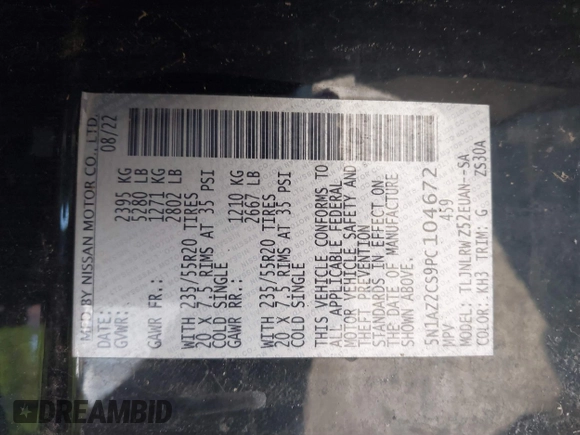 MFD BY NISSAN MOTOR CO., LTD.
DATE: 08/22
GVWR: 2395 KG
5280 LB
GAWR FR.: 1271 KG
2802 LB
WITH 235/55R20 TIRES
20 X 7.5 RIMS AT 35 PSI
COLD SINGLE
GAWR RR.: 1210 KG
2667 LB
WITH 235/55R20 TIRES
20 X 7.5 RIMS AT 35 PSI
COLD SINGLE
THIS VEHICLE CONFORMS TO
ALL APPLICABLE FEDERAL
MOTOR VEHICLE SAFETY AND
THEFT PREVENTION
STANDARDS IN EFFECT ON
THE DATE OF MANUFACTURE
SHOWN ABOVE.
5N1AZ2CS9PC104672
MPV 459
MODEL: TLJNLRWZ52EUAN--SA
COLOR: KH3 TRIM: G ZS30A
DREAMBID